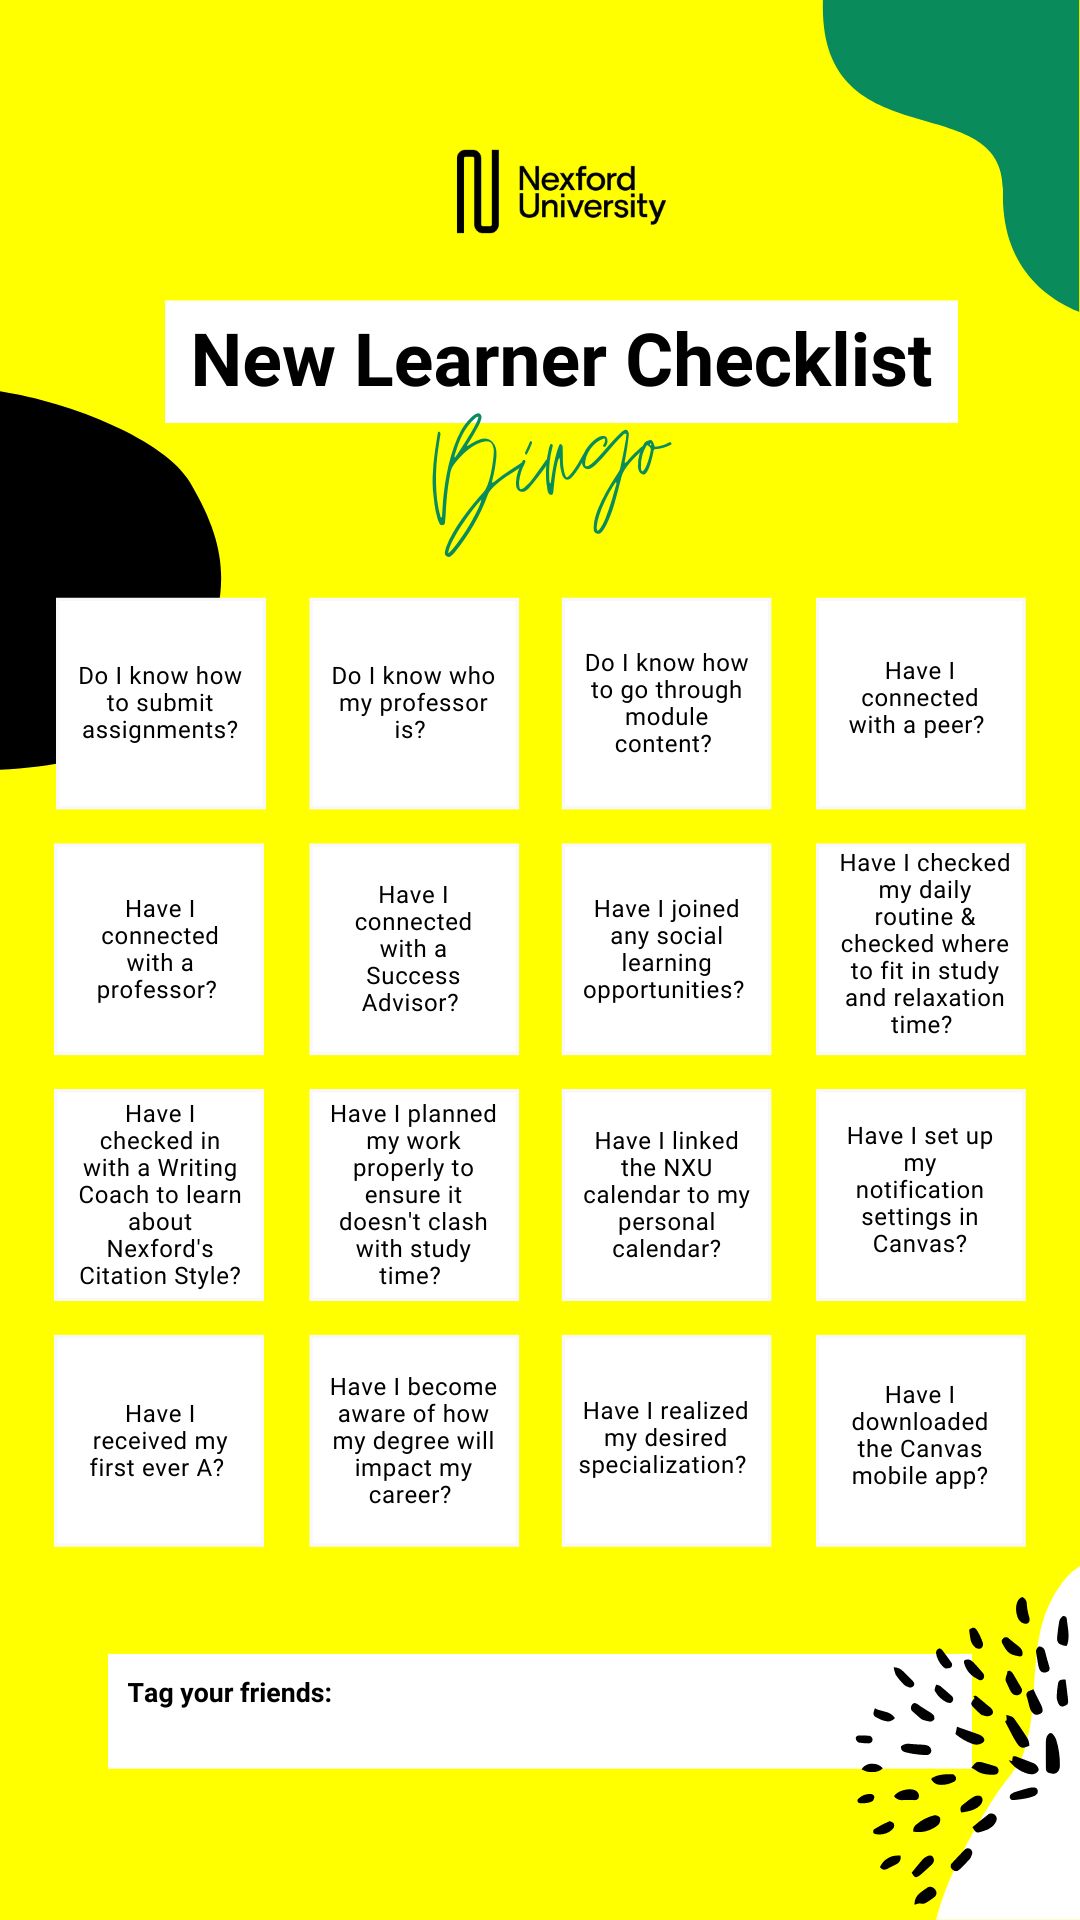 Nexford
University
New Learner Checklist
Bingo
Do I know how
to submit
assignments?
Do I know who
my professor
is?
Do I know how
to go through
module
content?
Have I
connected
with a peer?
Have I
connected
with a
professor?
Have I
connected
with a
Success
Advisor?
Have I joined
any social
learning
opportunities?
Have I checked
my daily
routine &
checked where
to fit in study
and relaxation
time?
Have I
checked in
with a Writing
Coach to learn
about
Nexford's
Citation Style?
Have I planned
my work
properly to
ensure it
doesn't clash
with study
time?
Have I linked
the NXU
calendar to my
personal
calendar?
Have I set up
my
notification
settings in
Canvas?
Have I
received my
first ever A?
Have I become
aware of how
my degree will
impact my
career?
Have I realized
my desired
specialization?
Have I
downloaded
the Canvas
mobile app?
Tag your friends: